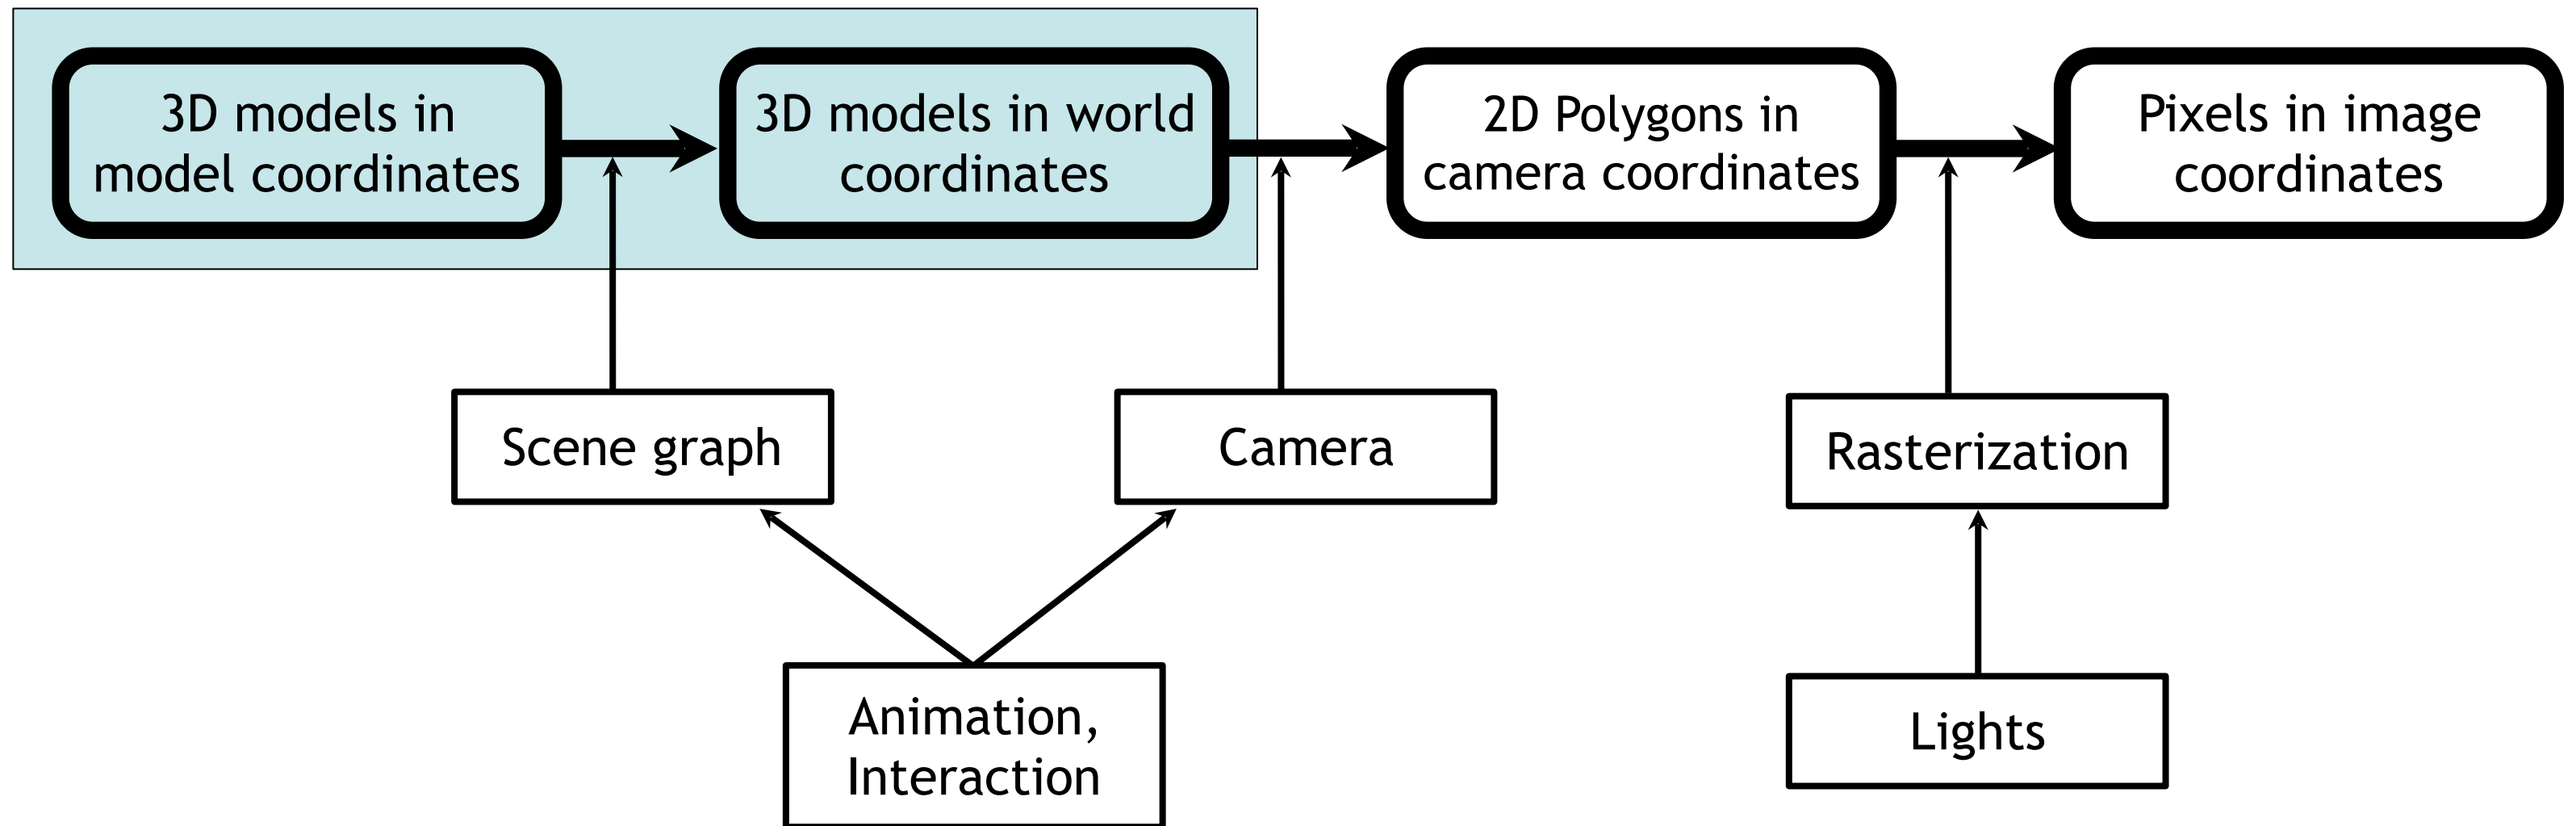 3D models in
model coordinates
3D models in world
coordinates
2D Polygons in
camera coordinates
Pixels in image
coordinates
Scene graph
Camera
Rasterization
Animation,
Interaction
Lights